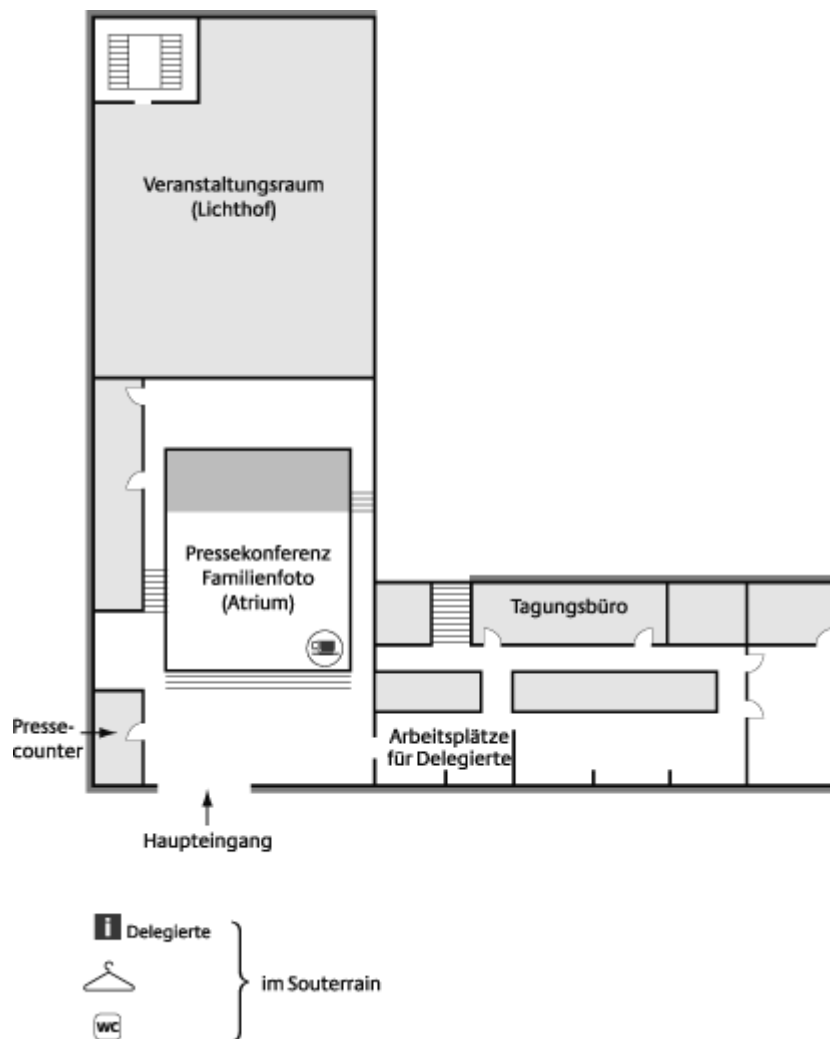 Veranstaltungsraum
(Lichthof)
Pressekonferenz
Familienfoto
(Atrium)
Tagungsbüro
Presse-
counter
Arbeitsplätze
für Delegierte
Haupteingang
i Delegierte
im Souterrain
WC